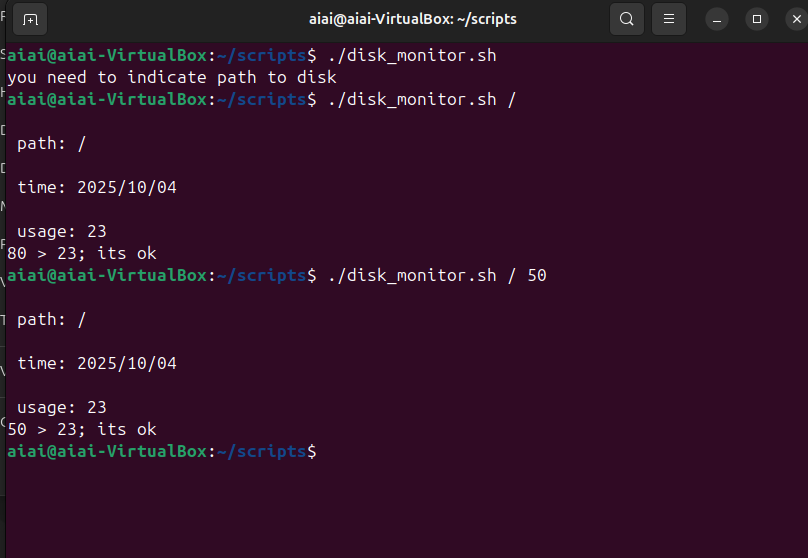 aiai@aiai-VirtualBox: ~/scripts
aiai@aiai-VirtualBox:~/scripts$ ./disk_monitor.sh
you need to indicate path to disk
aiai@aiai-VirtualBox:~/scripts$ ./disk_monitor.sh /
path: /
time: 2025/10/04
usage: 23
80 > 23; its ok
aiai@aiai-VirtualBox:~/scripts$ ./disk_monitor.sh / 50
path: /
time: 2025/10/04
usage: 23
50 > 23; its ok
aiai@aiai-VirtualBox:~/scripts$